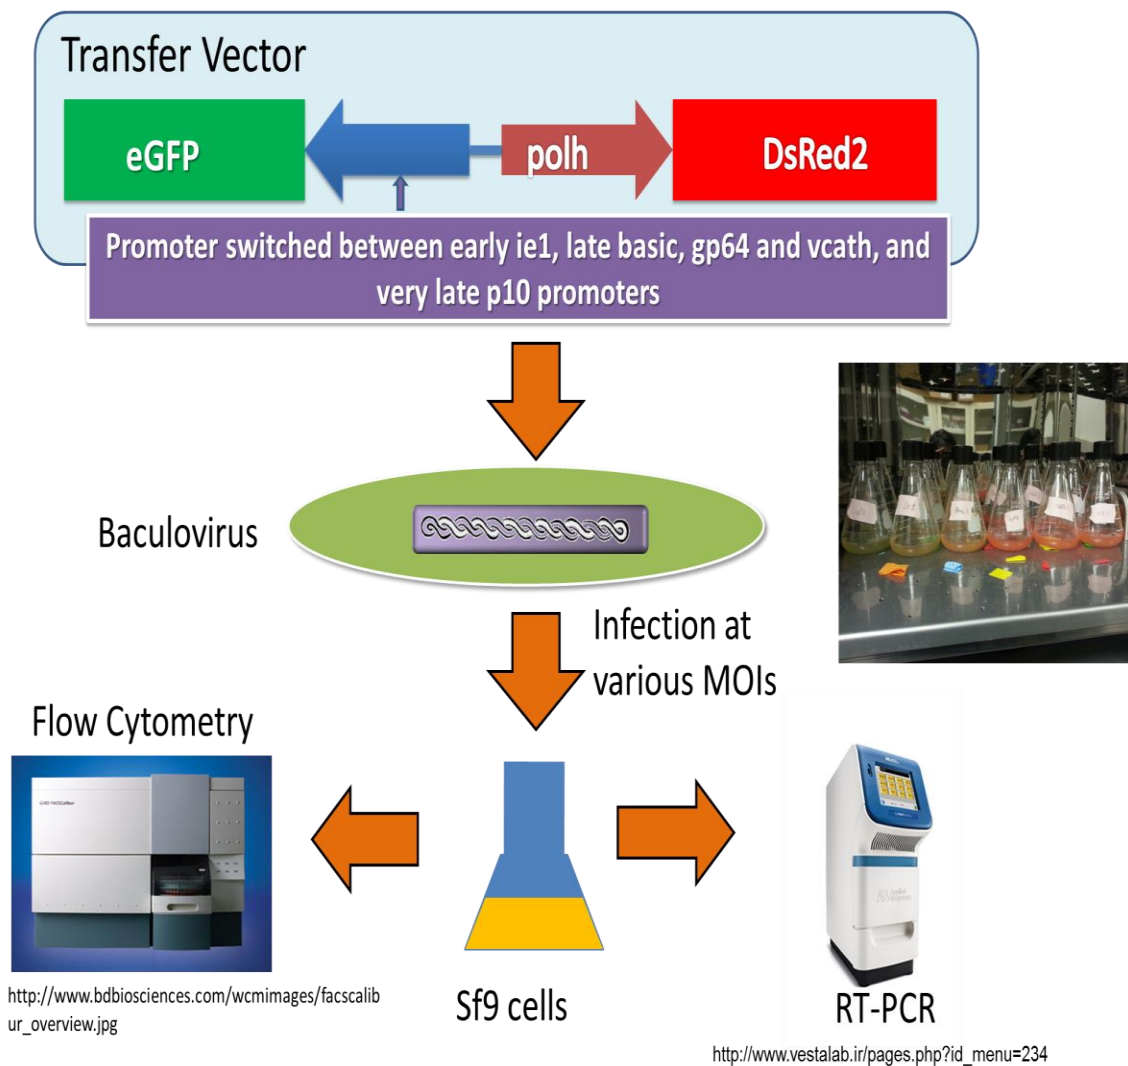 Transfer Vector
eGFP
polh
DsRed2
Promoter switched between early ie1, late basic, gp64 and vcath, and
very late p10 promoters
Baculovirus
Infection at
various MOIs
Flow Cytometry
http://www.bdbiosciences.com/wcmimages/facscalib
ur_overview.jpg
Sf9 cells
RT-PCR
http://www.vestalab.ir/pages.php?id_menu=234